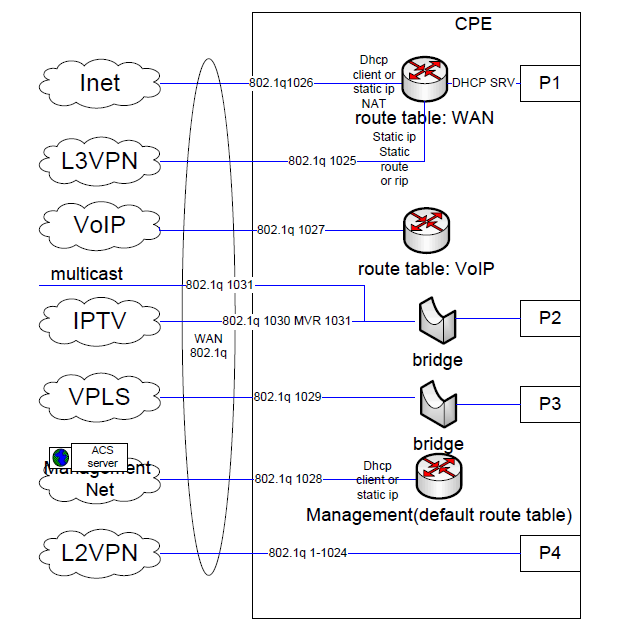 CPE
Inet
802.1q1026
Dhcp
client or
static ip
NAT
DHCP SRV
P1
route table: WAN
L3VPN
802.1q 1025
Static ip
Static
route
or rip
VoIP
802.1q 1027
route table: VoIP
multicast
802.1q 1031
IPTV
802.1q 1030 MVR 1031
P2
WAN
802.1q
bridge
VPLS
802.1q 1029
P3
bridge
ACS
server
Management
Net
802.1q 1028
Dhcp
client or
static ip
Management(default route table)
L2VPN
802.1q 1-1024
P4